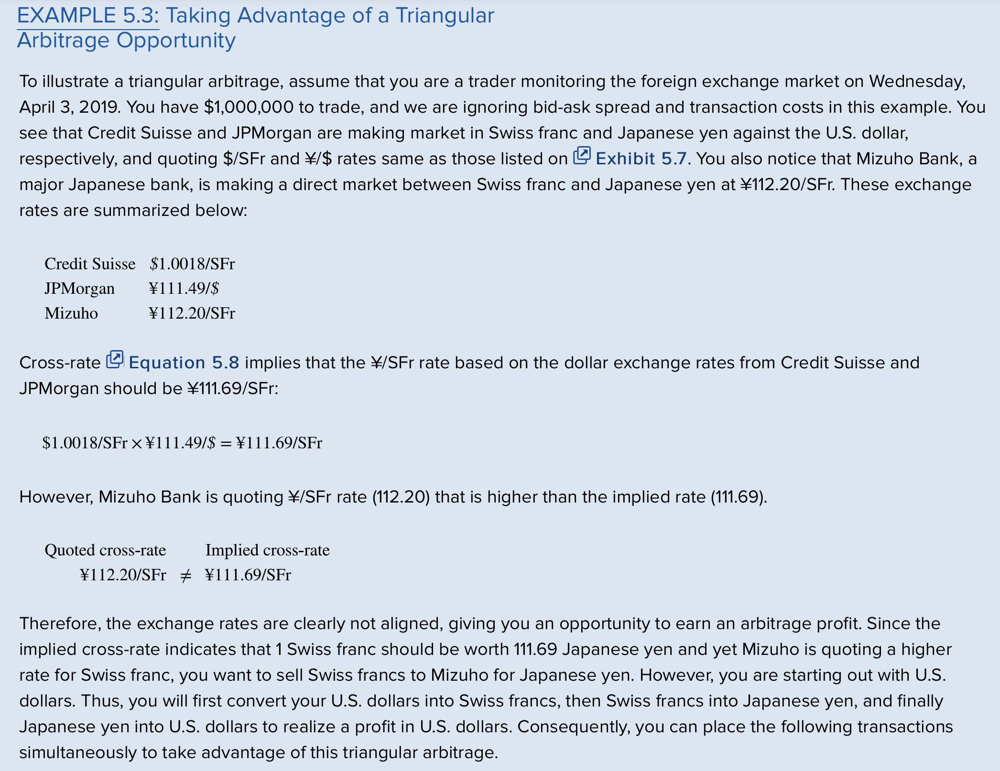 EXAMPLE 5.3: Taking Advantage of a Triangular
Arbitrage Opportunity
To illustrate a triangular arbitrage, assume that you are a trader monitoring the foreign exchange market on Wednesday,
April 3, 2019. You have $1,000,000 to trade, and we are ignoring bid-ask spread and transaction costs in this example. You
see that Credit Suisse and JPMorgan are making market in Swiss franc and Japanese yen against the U.S. dollar,
respectively, and quoting $/SFr and ¥/$ rates same as those listed on Exhibit 5.7. You also notice that Mizuho Bank, a
major Japanese bank, is making a direct market between Swiss franc and Japanese yen at ¥112.20/SFr. These exchange
rates are summarized below:
Credit Suisse $1.0018/SFr
JPMorgan ¥111.49/$
Mizuho ¥112.20/SFr
Cross-rate Equation 5.8 implies that the ¥/SFr rate based on the dollar exchange rates from Credit Suisse and
JPMorgan should be ¥111.69/SFr:
$1.0018/SFr × ¥111.49/$ = ¥111.69/SFr
However, Mizuho Bank is quoting ¥/SFr rate (112.20) that is higher than the implied rate (111.69).
Quoted cross-rate Implied cross-rate
¥112.20/SFr ≠ ¥111.69/SFr
Therefore, the exchange rates are clearly not aligned, giving you an opportunity to earn an arbitrage profit. Since the
implied cross-rate indicates that 1 Swiss franc should be worth 111.69 Japanese yen and yet Mizuho is quoting a higher
rate for Swiss franc, you want to sell Swiss francs to Mizuho for Japanese yen. However, you are starting out with U.S.
dollars. Thus, you will first convert your U.S. dollars into Swiss francs, then Swiss francs into Japanese yen, and finally
Japanese yen into U.S. dollars to realize a profit in U.S. dollars. Consequently, you can place the following transactions
simultaneously to take advantage of this triangular arbitrage.